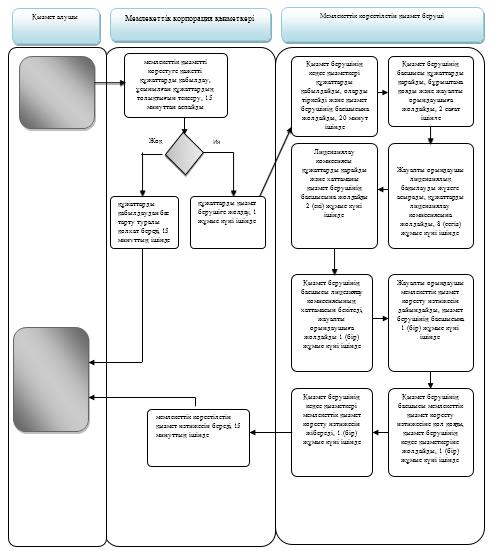 Қызмет алушы
Мемлекеттік корпорация қызметкері
Мемлекеттік көрсетілетін қызмет беруші
мемлекеттік қызметті
көрсетуге қажетті
құжаттарды қабылдау,
ұсынылған құжаттардың
толықтығын тексеру, 15
минуттан аспайды
Жоқ
Ия
құжаттарды
қабылдаудан бас
тарту туралы
қолхат береді, 15
минуттың ішінде
құжаттарды қызмет
берушіге жолдау, 1
жұмыс күні ішінде
Қызмет берушінің
кеңсе қызметкері
құжаттарды
қабылдайды, оларды
тіркейді және қызмет
берушінің басшысына
жолдайды, 20 минут
ішінде
Қызмет берушінің
басшысы құжаттарды
қарайды, бұрыштама
қояды және жауапты
орындаушыға
жолдайды, 2 сағат
ішінде
Жауапты орындаушы
лицензиялық
бақылауды жүзеге
асырады, құжаттарды
лицензиялау
комиссиясына
жолдайды, 8 (сегіз)
жұмыс күні ішінде
Лицензиялау
комиссиясы
құжаттарды қарайды
және хаттаманы
қызмет берушінің
басшысына жолдайды
2 (екі) жұмыс күні
ішінде
Қызмет берушінің
басшысы лицензиялау
комиссиясының
хаттамасын бекітеді,
жауапты
орындаушыға
жолдайды 1 (бір)
жұмыс күні ішінде
Жауапты орындаушы
мемлекеттік қызмет
көрсету нәтижесін
дайындайды, қызмет
берушінің басшысына
1 (бір) жұмыс күні
ішінде
Қызмет берушінің
басшысы мемлекеттік
қызмет көрсету
нәтижесіне қол қояды,
қызмет берушінің
кеңсе қызметкеріне
жолдайды, 1 (бір)
жұмыс күні ішінде
Қызмет берушінің
кеңсе қызметкері
мемлекеттік қызмет
көрсету нәтижесін
жібереді, 1 (бір)
жұмыс күні ішінде
мемлекеттік көрсетілетін
қызмет нәтижесін береді, 15
минуттың ішінде